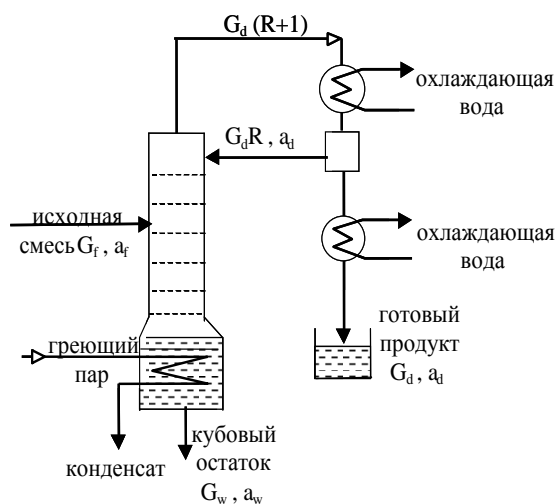 G_d (R+1)
охлаждающая
вода
G_dR , a_d
исходная
смесь G_f , a_f
охлаждающая
вода
готовый
продукт
G_d , a_d
греющий
пар
кубовый
остаток
G_w , a_w
конденсат